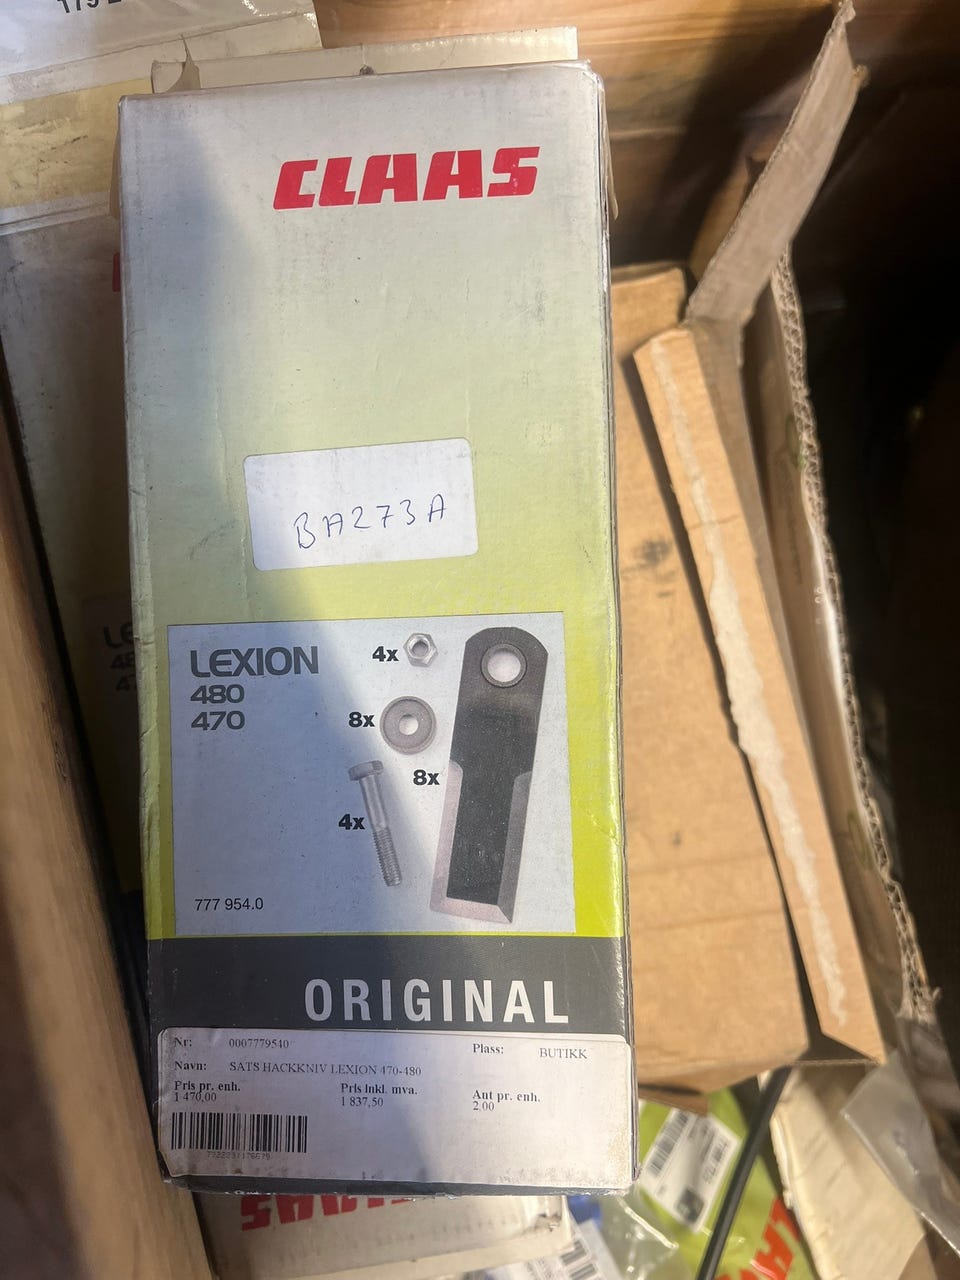 CLAAS
BA273A
LEXION
480
470
4x
8x
8x
4x
777 954.0
ORIGINAL
Nr: 0007779540 Plass: BUTIKK
Navn: SATS HACKKNIV LEXION 470-480
Pris pr. enh. Pris inkl. mva. Ant pr. enh.
1 470,00 1 837,50 2,00
CLAAS